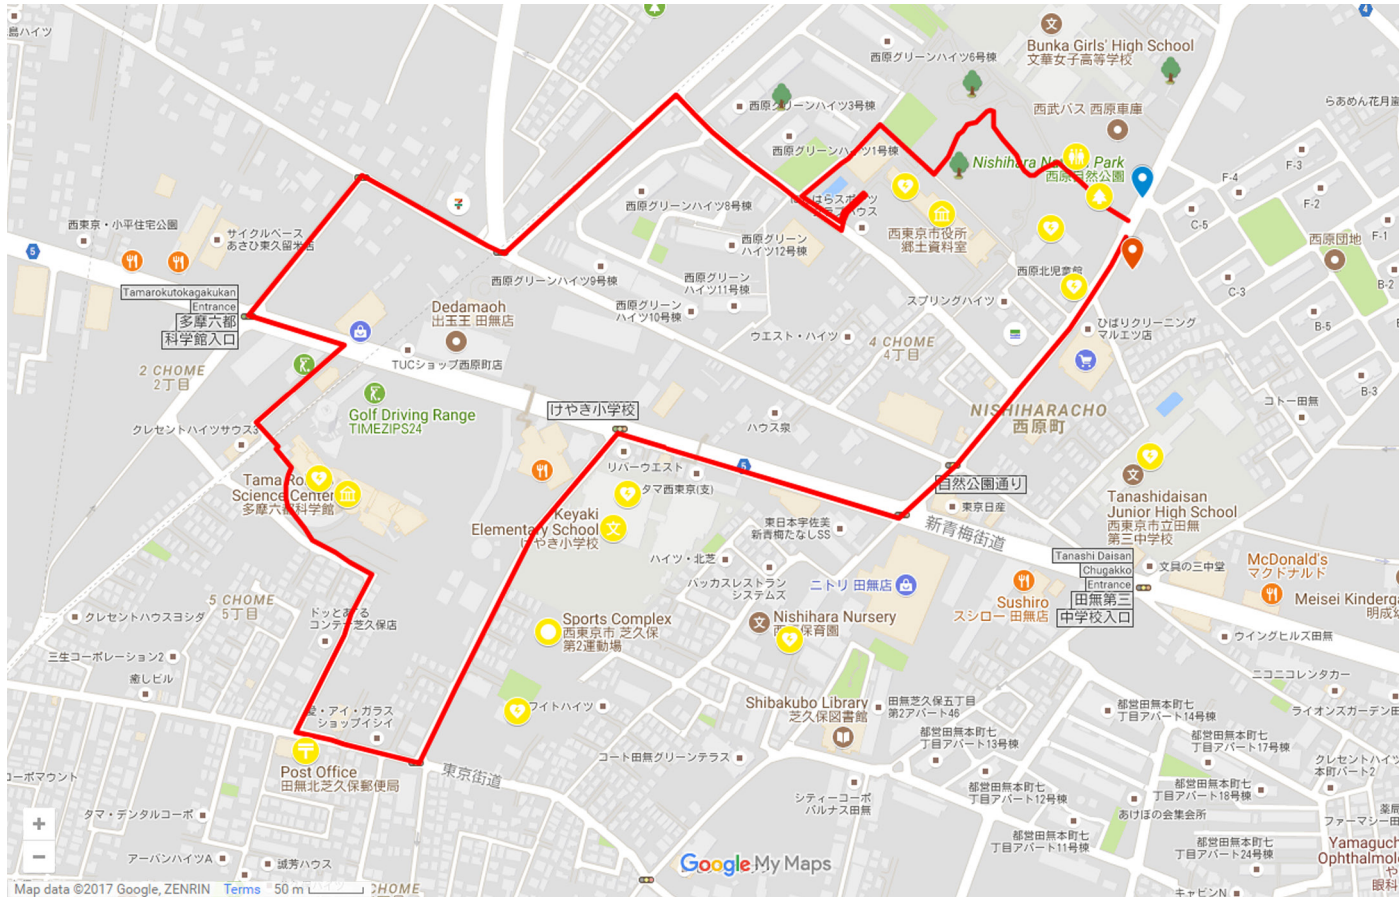 島ハイツ
4
Bunka Girls' High School
文華女子高等学校
西原グリーンハイツ6号棟
西原グリーンハイツ3号棟
西武バス 西原車庫
らあめん花月嵐
西原グリーンハイツ1号棟
Nishihara Na Park
西原自然公園
F-3
F-4
F-2
C-5
F-1
西原団地
B-2
C-3
B-5
B-3
西東京・小平住宅公園
サイクルベース
あさひ東久留米店
5
西原グリーンハイツ8号棟
西原グリーン
ハイツ12号棟
西原グリーン
ハイツ11号棟
西原グリーンハイツ9号棟
西原グリーン
ハイツ10号棟
西東京市役所
郷土資料室
西原北児童館
スプリングハイツ
ウエスト・ハイツ
ひばりクリーニング
マルエツ店
4 CHOME
4丁目
Tamarokutokagakukan
Entrance
多摩六都
科学館入口
Dedamaoh
出玉王 田無店
TUCショップ西原町店
2 CHOME
2丁目
Golf Driving Range
TIMEZIPS24
けやき小学校
ハウス泉
NISHIHARACHO
西原町
コトー田無
クレセントハイツサウス3
リバーウエスト
タマ西東京(支)
5
自然公園通り
東京日産
Tama Ro
Science Center
多摩六都科学館
Keyaki
Elementary School
けやき小学校
東日本宇佐美
新青梅たなしSS
新青梅街道
Tanashidaisan
Junior High School
西東京市立田無
第三中学校
ハイツ・北芝
バッカスレストラン
システムズ
ニトリ 田無店
Tanashi Daisan
Chugakko
Entrance
田無第三
中学校入口
文具の三中堂
McDonald's
マクドナルド
Sushiro
スシロー 田無店
Meisei Kinderga
明成幼
5 CHOME
5丁目
クレセントハウスヨシダ
ドッとあ~る
コンテナ芝久保店
Sports Complex
西東京市 芝久保
第2運動場
Nishihara Nursery
ウイングヒルズ田無
三生コーポレーション2
癒しビル
ニコニコレンタカー
愛・アイ・ガラス
ショップイシイ
Shibakubo Library
芝久保図書館
田無芝久保五丁目
第2アパート46
都営田無本町七
丁目アパート14号棟
ライオンズガーデン田
都営田無本町七
丁目アパート13号棟
都営田無本町七
丁目アパート17号棟
Post Office
田無北芝久保郵便局
東京街道
コート田無グリーンテラス
クレセントハイツ
本町パート2
コーポマウント
シティーコーポ
パルナス田無
都営田無本町七
丁目アパート12号棟
都営田無本町七
丁目アパート18号棟
タマ・デンタルコーポ
あけぼの会集会所
薬局
ファーマシー田
アーバンハイツA
誠芳ハウス
都営田無本町七
丁目アパート11号棟
都営田無本町七
丁目アパート24号棟
Yamaguch
Ophthalmol
や
眼科
キャビンN
Google My Maps
+
−
Map data ©2017 Google, ZENRIN Terms 50 m
CHOME